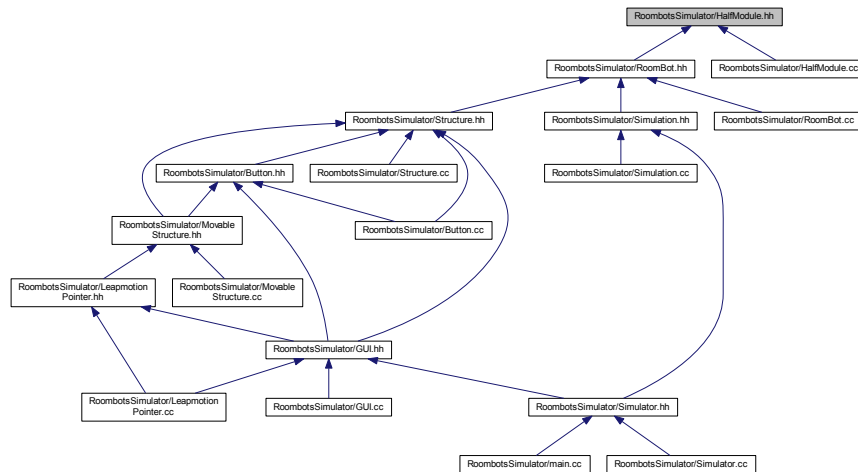 RoombotsSimulator/HalfModule.hh
RoombotsSimulator/RoomBot.hh
RoombotsSimulator/HalfModule.cc
RoombotsSimulator/Structure.hh
RoombotsSimulator/Simulation.hh
RoombotsSimulator/RoomBot.cc
RoombotsSimulator/Button.hh
RoombotsSimulator/Structure.cc
RoombotsSimulator/Simulation.cc
RoombotsSimulator/Movable
Structure.hh
RoombotsSimulator/Button.cc
RoombotsSimulator/Leapmotion
Pointer.hh
RoombotsSimulator/Movable
Structure.cc
RoombotsSimulator/GUI.hh
RoombotsSimulator/Leapmotion
Pointer.cc
RoombotsSimulator/GUI.cc
RoombotsSimulator/Simulator.hh
RoombotsSimulator/main.cc
RoombotsSimulator/Simulator.cc